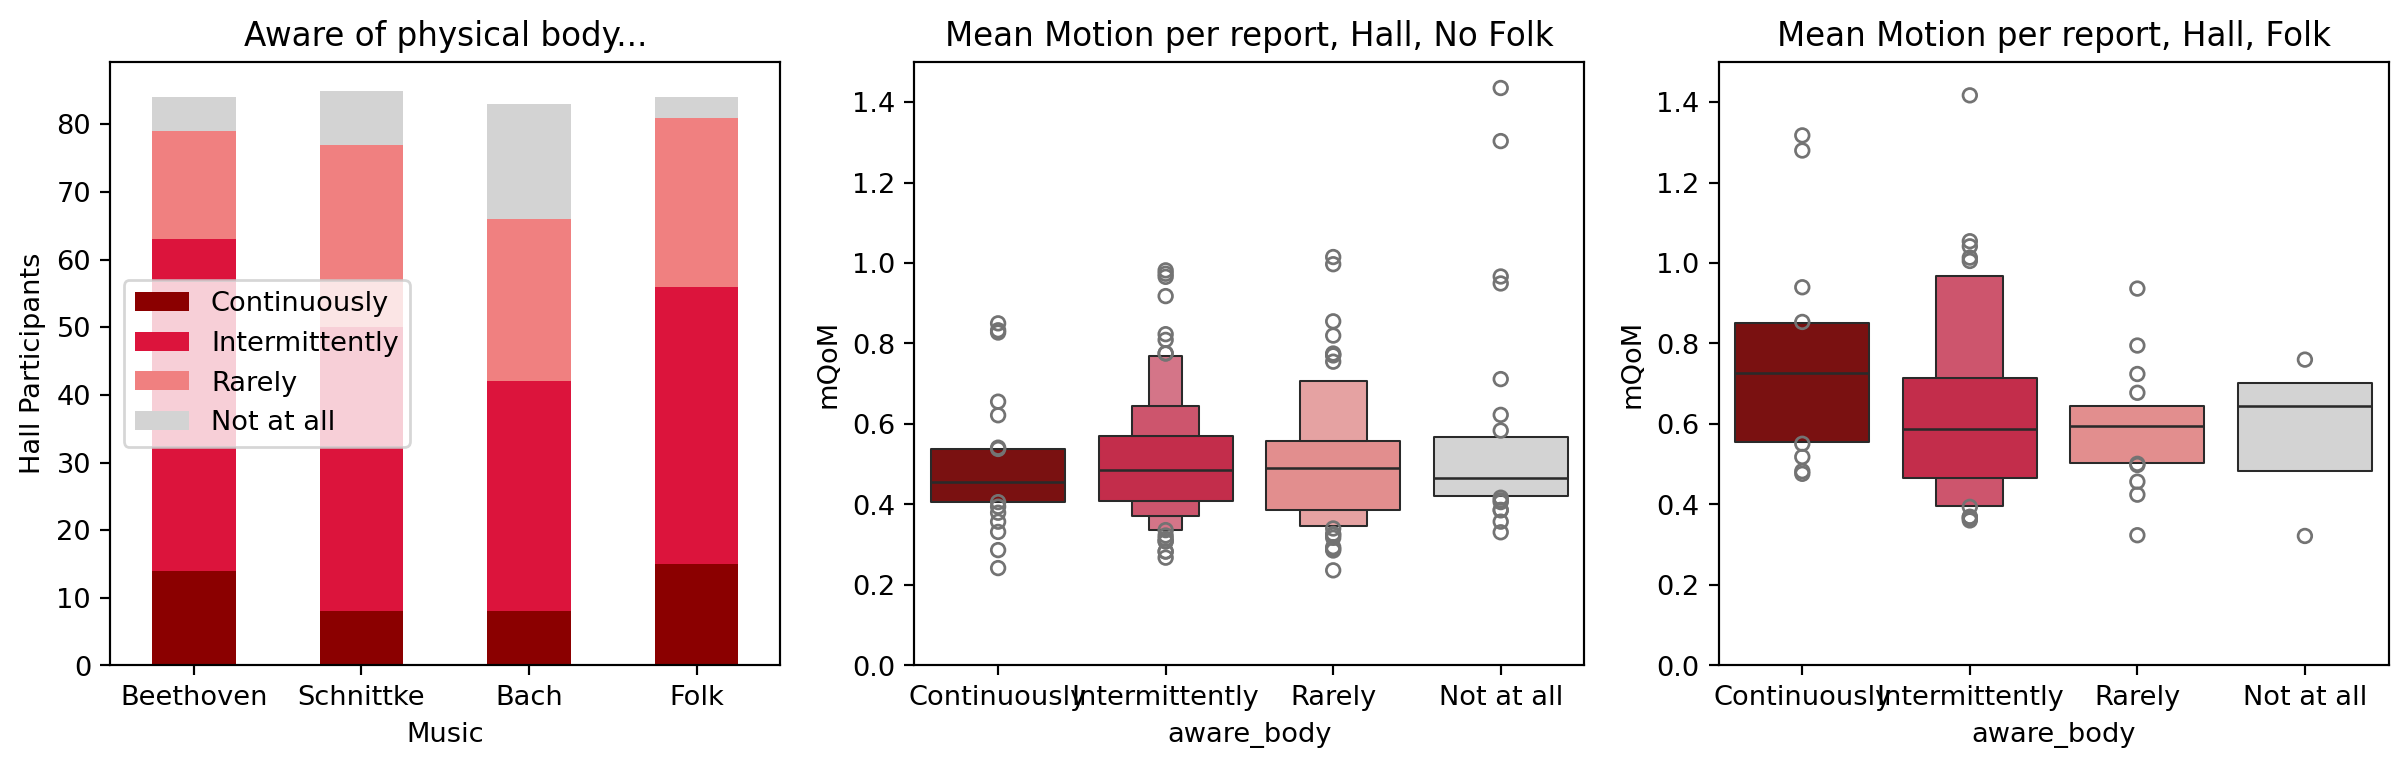 Aware of physical body...
Hall Participants
80
70
60
50
40
30
20
10
0
Continuously
Intermittently
Rarely
Not at all
Beethoven Schnittke Bach Folk
Music
Mean Motion per report, Hall, No Folk
mQoM
1.4
1.2
1.0
0.8
0.6
0.4
0.2
0.0
Continuously Intermittently Rarely Not at all
aware_body
Mean Motion per report, Hall, Folk
mQoM
1.4
1.2
1.0
0.8
0.6
0.4
0.2
0.0
Continuously Intermittently Rarely Not at all
aware_body